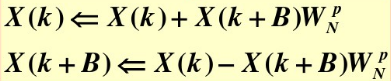 X(k) ⇐ X(k) + X(k + B)W_N^p
X(k + B) ⇐ X(k) − X(k + B)W_N^p